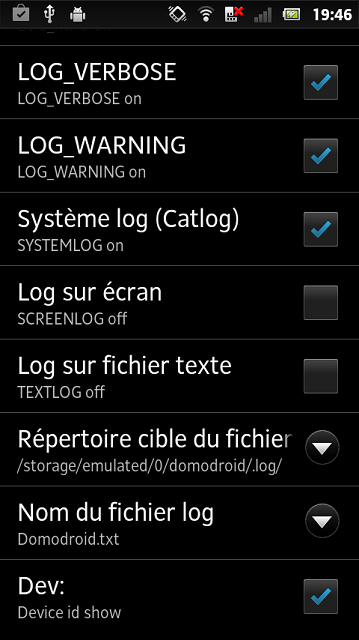 19:46
LOG_VERBOSE
LOG_VERBOSE on
LOG_WARNING
LOG_WARNING on
Système log (Catlog)
SYSTEMLOG on
Log sur écran
SCREENLOG off
Log sur fichier texte
TEXTLOG off
Répertoire cible du fichier
/storage/emulated/0/domodroid/.log/
Nom du fichier log
Domodroid.txt
Dev:
Device id show